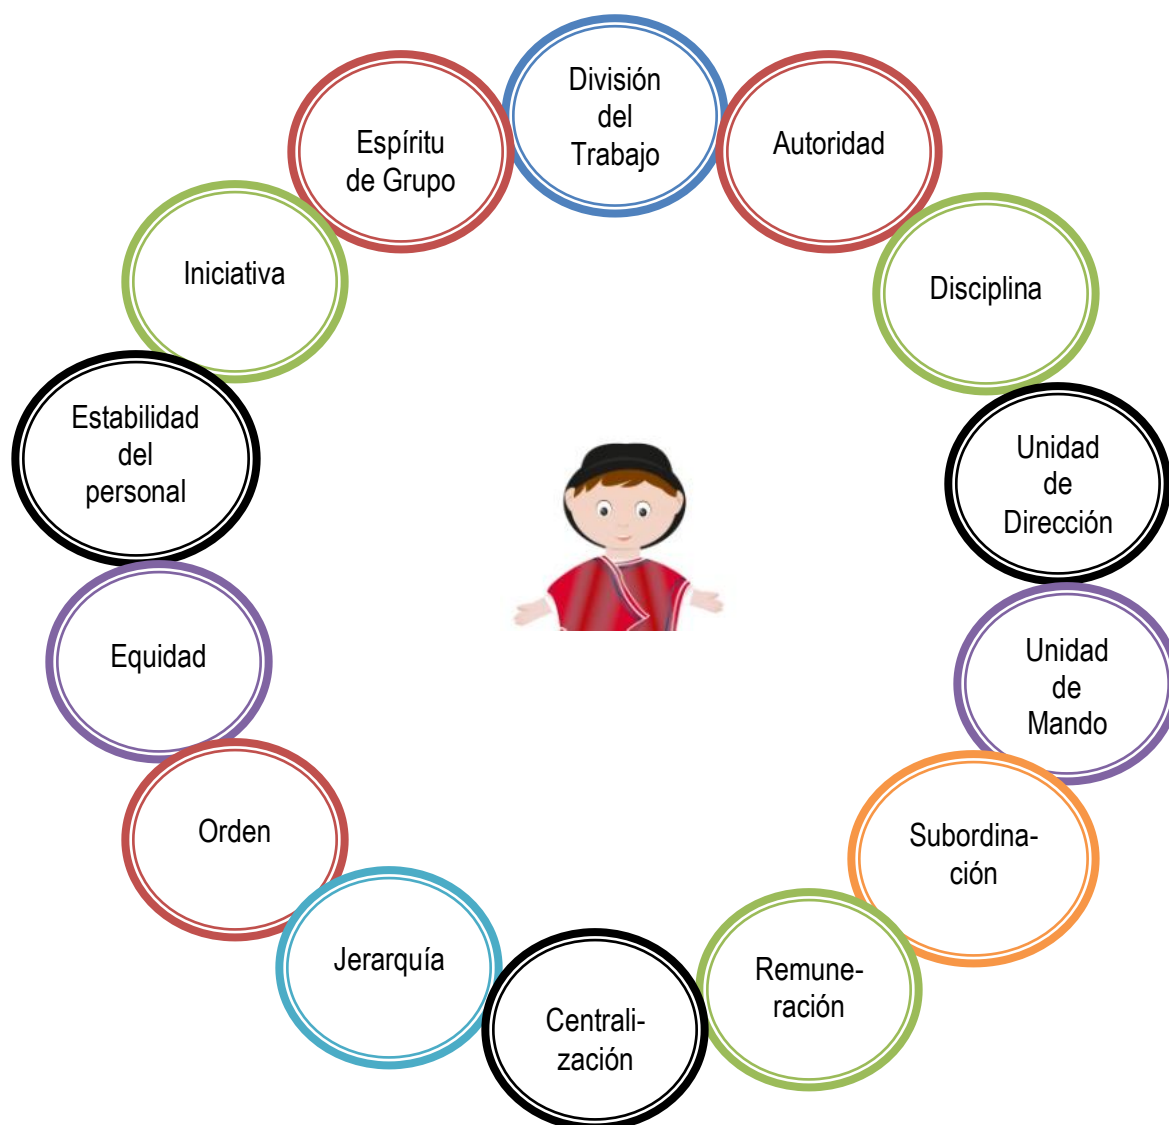 División
del
Trabajo
Autoridad
Disciplina
Unidad
de
Dirección
Unidad
de
Mando
Subordina-
ción
Remune-
ración
Centrali-
zación
Jerarquía
Orden
Equidad
Estabilidad
del
personal
Iniciativa
Espíritu
de Grupo